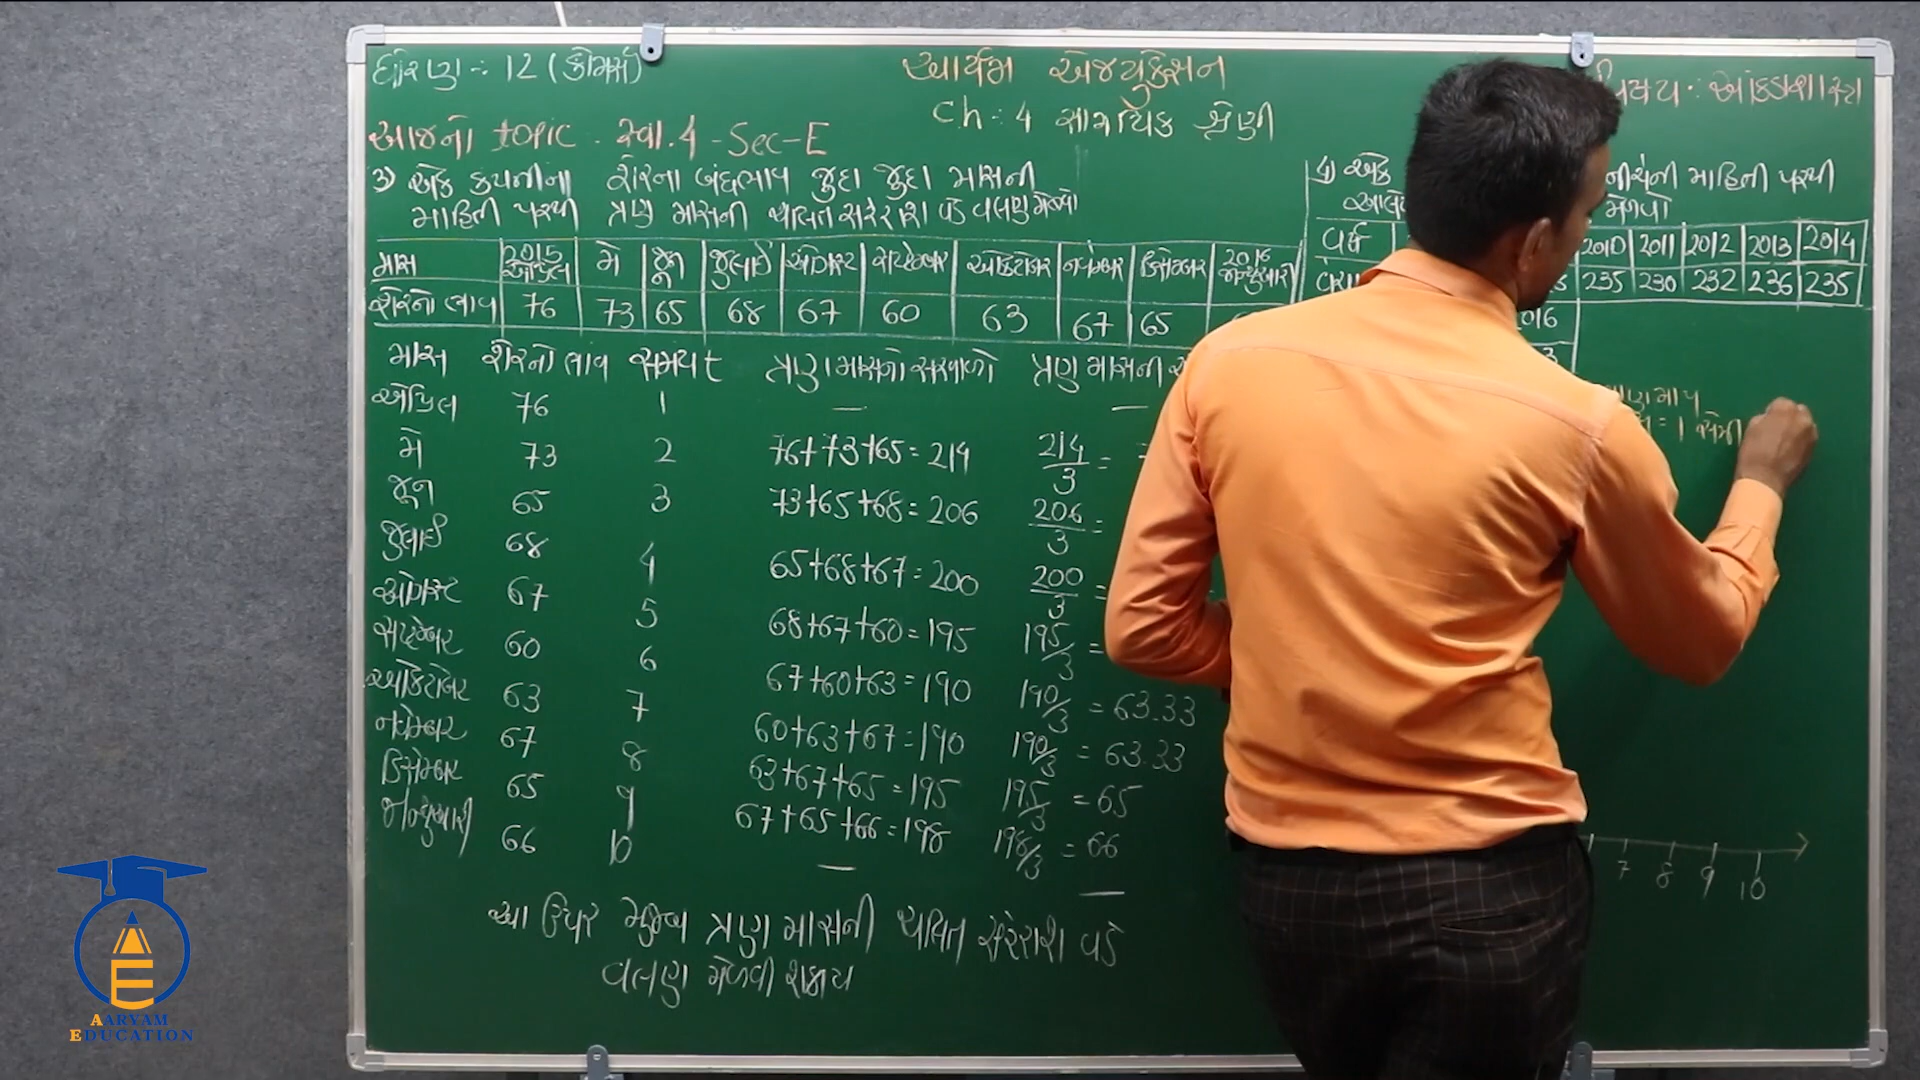 ધોરણ :- 12 (કોમર્સ)
આર્યમ એજ્યુકેશન
વિષય : આંકડાશાસ્ત્ર
Ch : 4 સામયિક શ્રેણી
આજનો topic - સ્વા.4 - Sec-E
3) એક કંપનીના શેરના બંધભાવ જુદા જુદા માસની
માહિતી પરથી ત્રણ માસની ચલિત સરેરાશ વડે વલણ મેળવો
માસ 2015 એપ્રિલ મે જૂન જુલાઈ ઓગસ્ટ સપ્ટેમ્બર ઓક્ટોબર નવેમ્બર ડિસેમ્બર 2016 જાન્યુઆરી
શેરનો ભાવ 76 73 65 68 67 60 63 67 65
માસ શેરનો ભાવ સમય t ત્રણ માસનો સરવાળો ત્રણ માસની
એપ્રિલ 76 1 —  —
મે 73 2 76+73+65=214 214/3 =
જૂન 65 3 73+65+68=206 206/3 =
જુલાઈ 68 4 65+68+67=200 200/3 =
ઓગસ્ટ 67 5 68+67+60=195 195/3 =
સપ્ટેમ્બર 60 6 67+60+63=190 190/3 = 63.33
ઓક્ટોબર 63 7 60+63+67=190 190/3 = 63.33
નવેમ્બર 67 8 63+67+65=195 195/3 = 65
ડિસેમ્બર 65 9 67+65+66=198 198/3 = 66
જાન્યુઆરી 66 10 — —
આ ઉપર મુજબ ત્રણ માસની ચલિત સરેરાશ વડે
વલણ મેળવી શકાય
4) એક નીચેની માહિતી પરથી
મેળવો
વર્ષ 2010 2011 2012 2013 2014
235 230 232 236 235
= 1 સેમી
7 8 9 10
AARYAM
EDUCATION